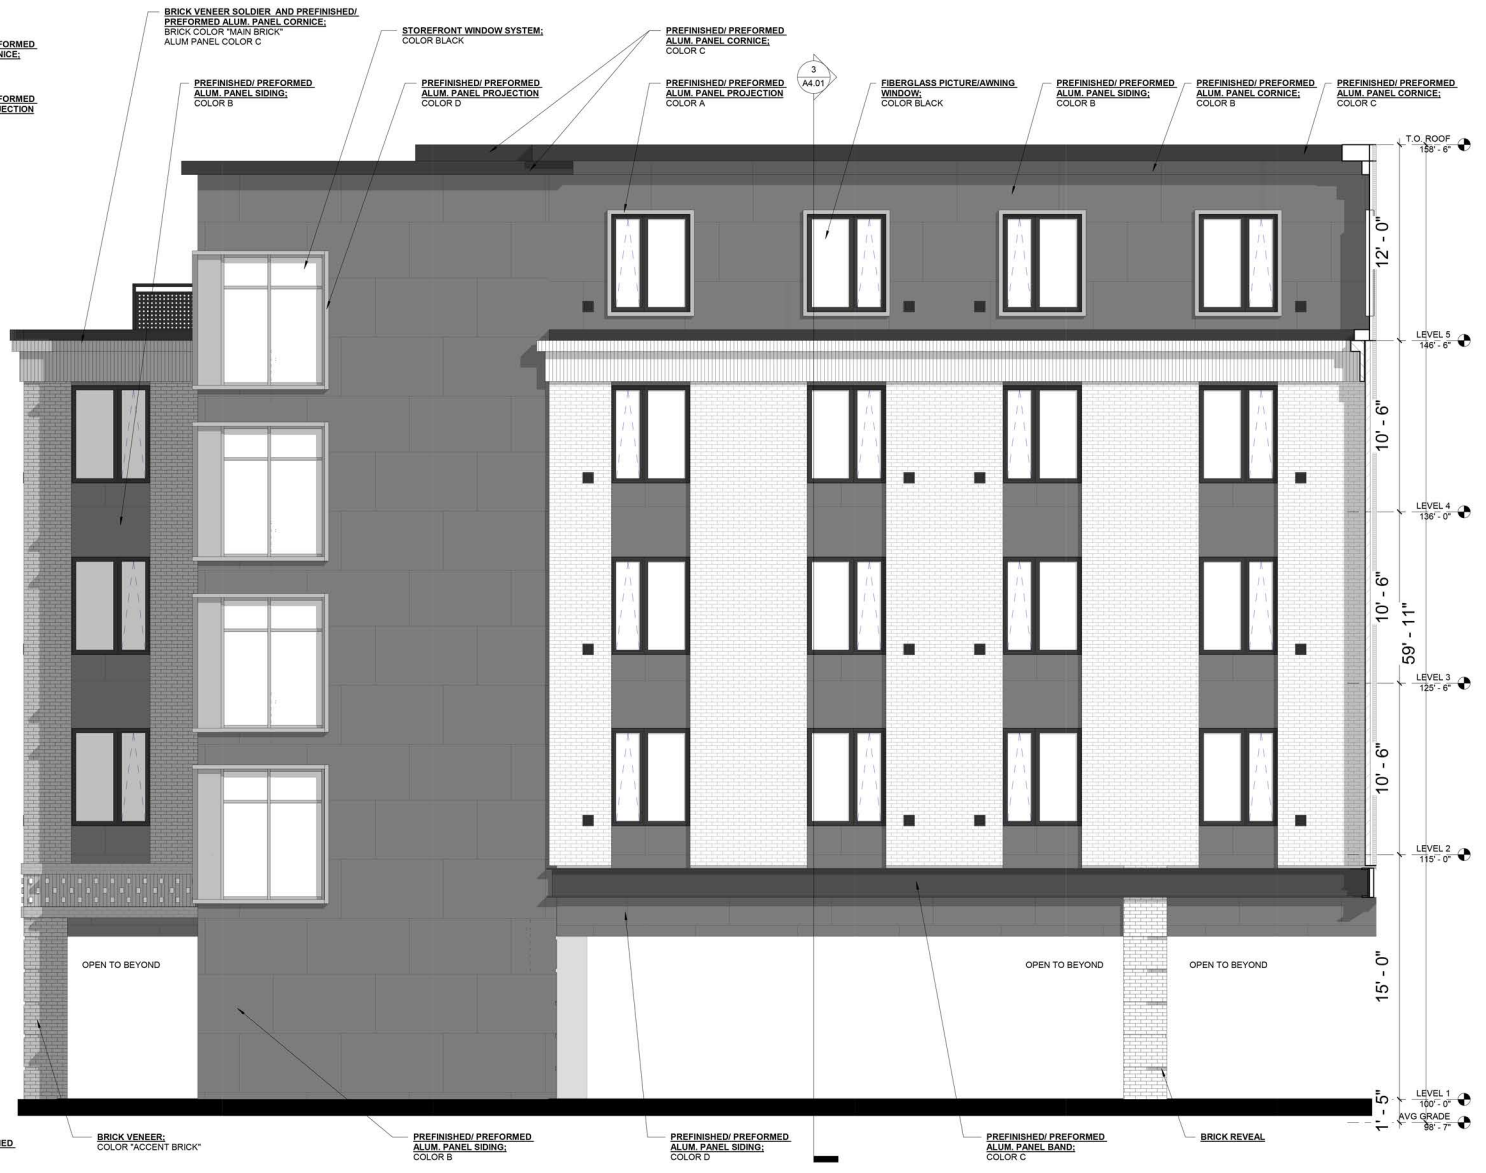 BRICK VENEER SOLDIER AND PREFINISHED/
PREFORMED ALUM. PANEL CORNICE;
BRICK COLOR "MAIN BRICK"
ALUM PANEL COLOR C
STOREFRONT WINDOW SYSTEM;
COLOR BLACK
PREFINISHED/ PREFORMED
ALUM. PANEL CORNICE;
COLOR C
3
A4.01
PREFINISHED/ PREFORMED
ALUM. PANEL SIDING;
COLOR B
PREFINISHED/ PREFORMED
ALUM. PANEL PROJECTION
COLOR D
PREFINISHED/ PREFORMED
ALUM. PANEL PROJECTION
COLOR A
FIBERGLASS PICTURE/AWNING
WINDOW;
COLOR BLACK
PREFINISHED/ PREFORMED
ALUM. PANEL SIDING;
COLOR B
PREFINISHED/ PREFORMED
ALUM. PANEL CORNICE;
COLOR B
PREFINISHED/ PREFORMED
ALUM. PANEL CORNICE;
COLOR C
T.O. ROOF
158' - 6"
12' - 0"
LEVEL 5
146' - 6"
10' - 6"
LEVEL 4
136' - 0"
10' - 6"
59' - 11"
LEVEL 3
125' - 6"
10' - 6"
LEVEL 2
115' - 0"
OPEN TO BEYOND
OPEN TO BEYOND
OPEN TO BEYOND
15' - 0"
LEVEL 1
100' - 0"
1' - 5"
AVG GRADE
98' - 7"
BRICK VENEER;
COLOR "ACCENT BRICK"
PREFINISHED/ PREFORMED
ALUM. PANEL SIDING;
COLOR B
PREFINISHED/ PREFORMED
ALUM. PANEL SIDING;
COLOR D
PREFINISHED/ PREFORMED
ALUM. PANEL BAND;
COLOR C
BRICK REVEAL